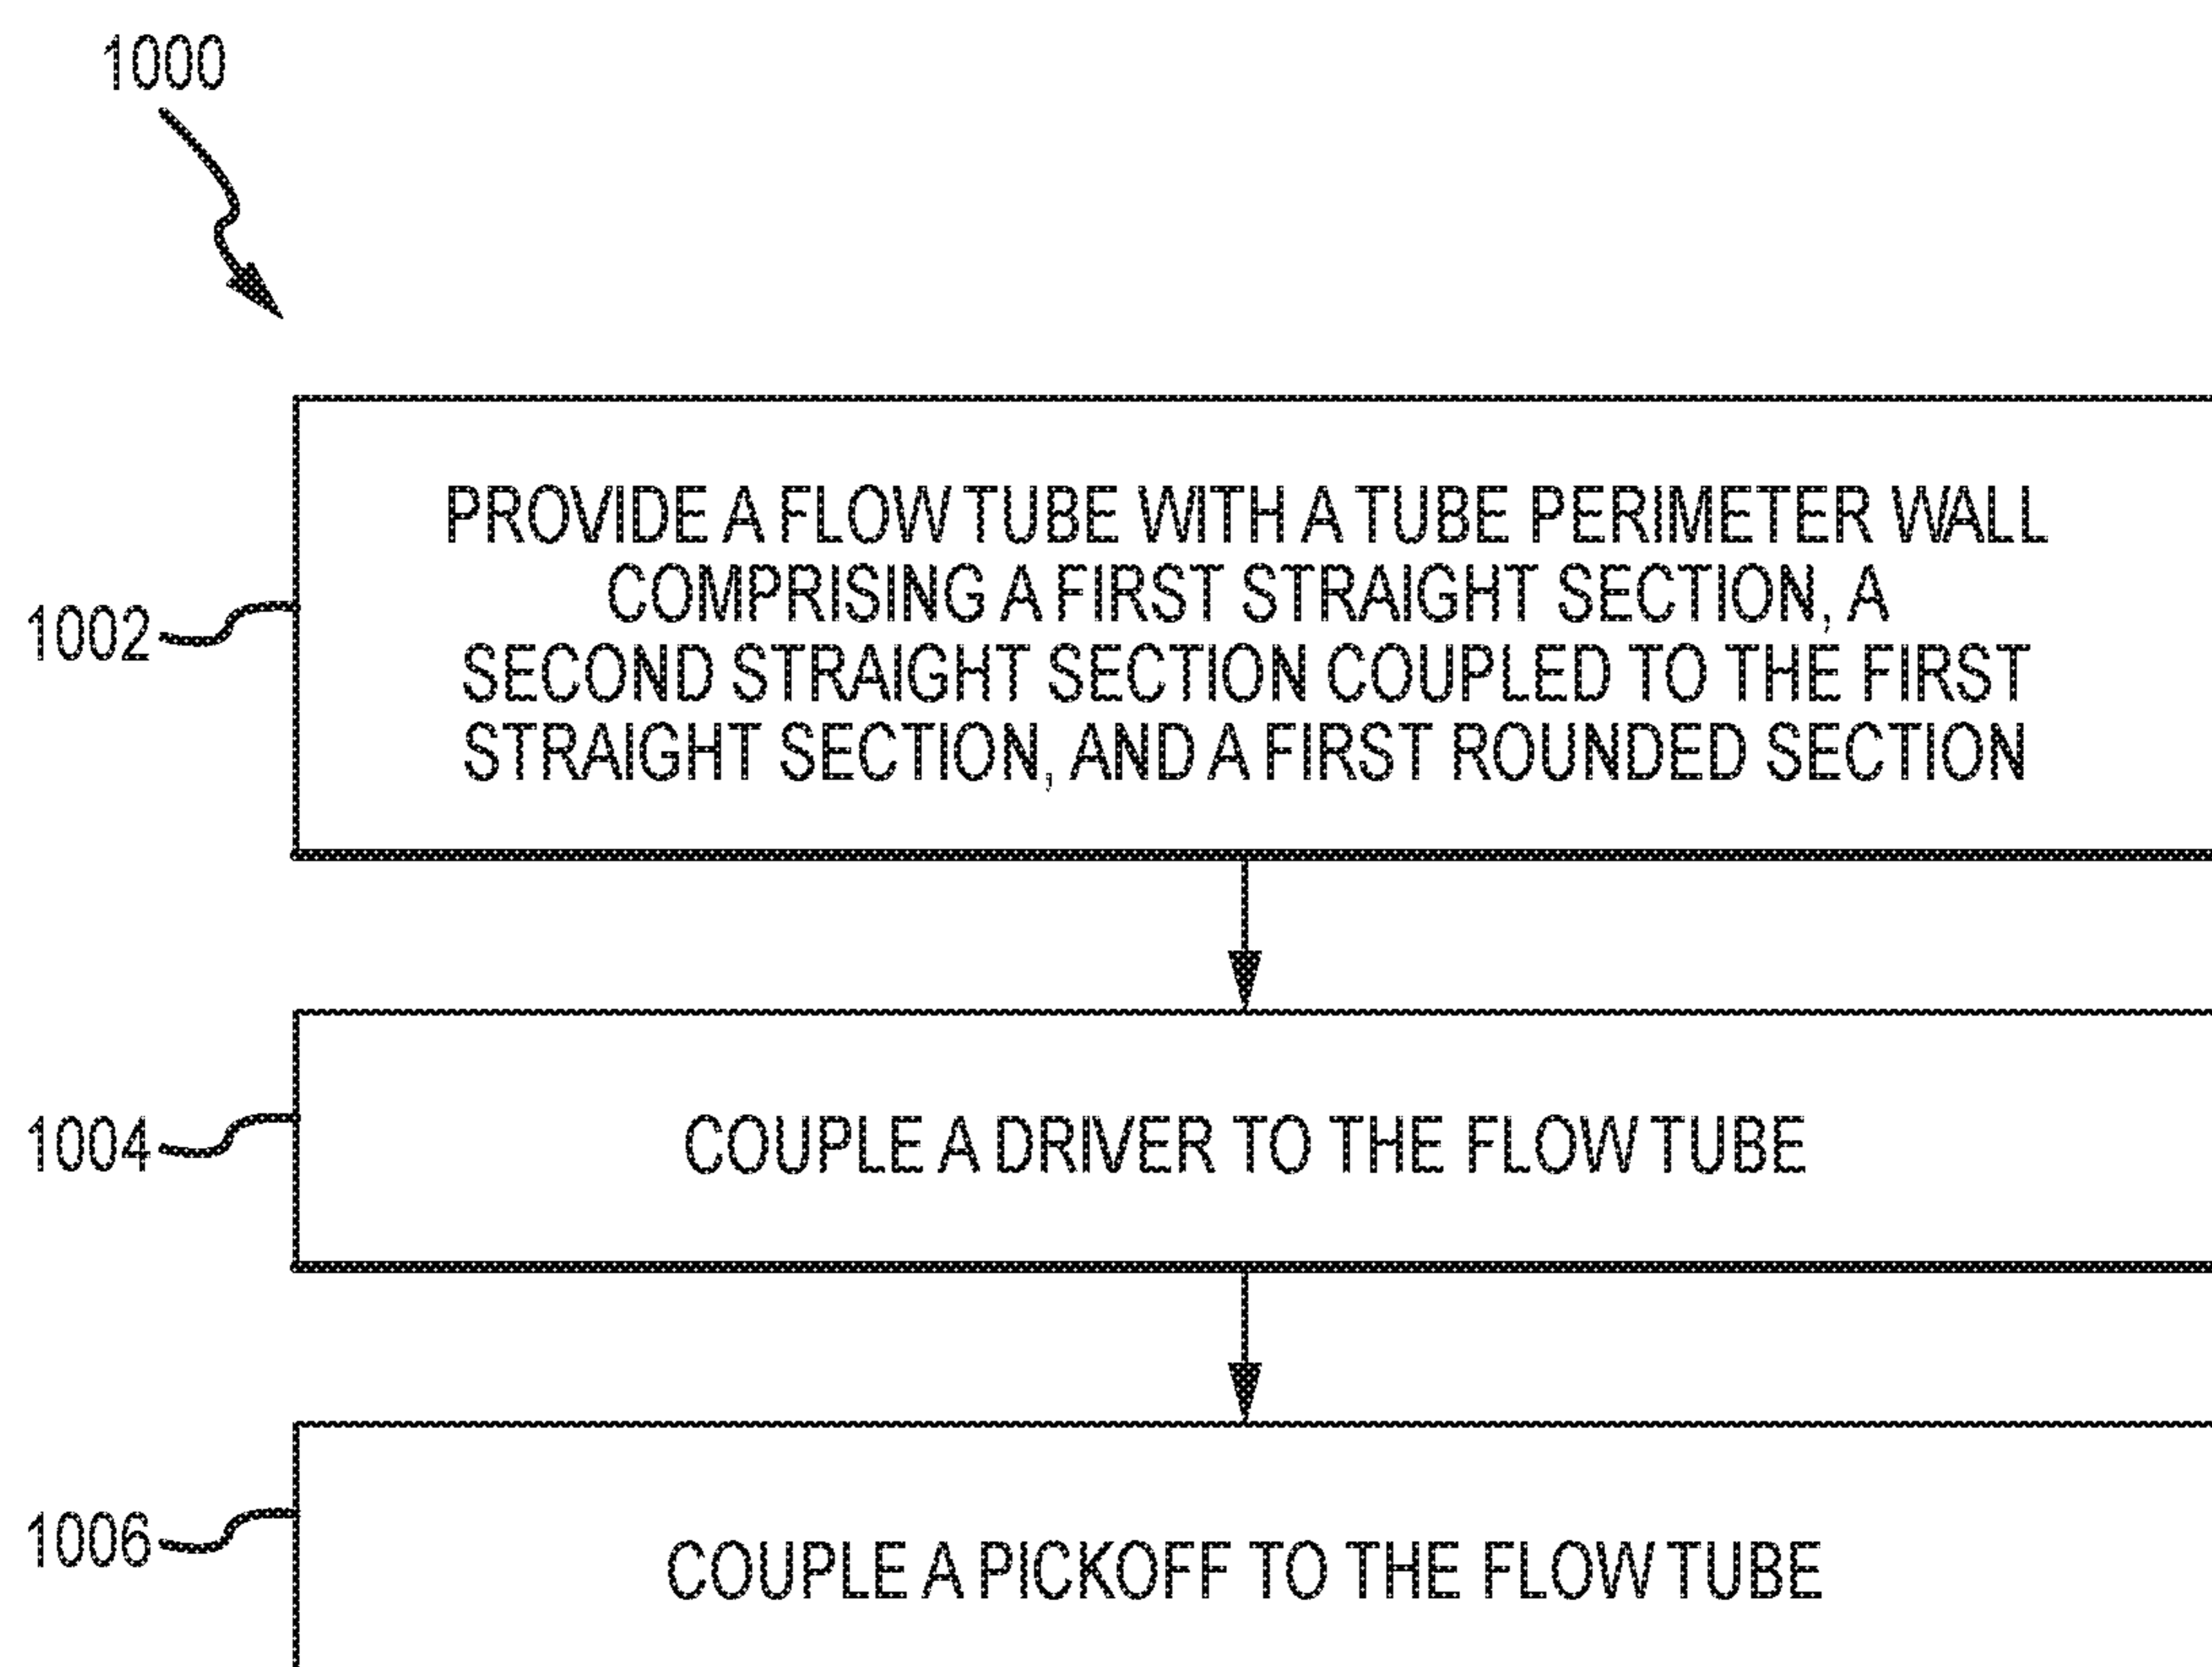 1000
PROVIDE A FLOW TUBE WITH A TUBE PERIMETER WALL
COMPRISING A FIRST STRAIGHT SECTION, A
1002
SECOND STRAIGHT SECTION COUPLED TO THE FIRST
STRAIGHT SECTION, AND A FIRST ROUNDED SECTION
1004
COUPLE A DRIVER TO THE FLOW TUBE
1006
COUPLE A PICKOFF TO THE FLOW TUBE